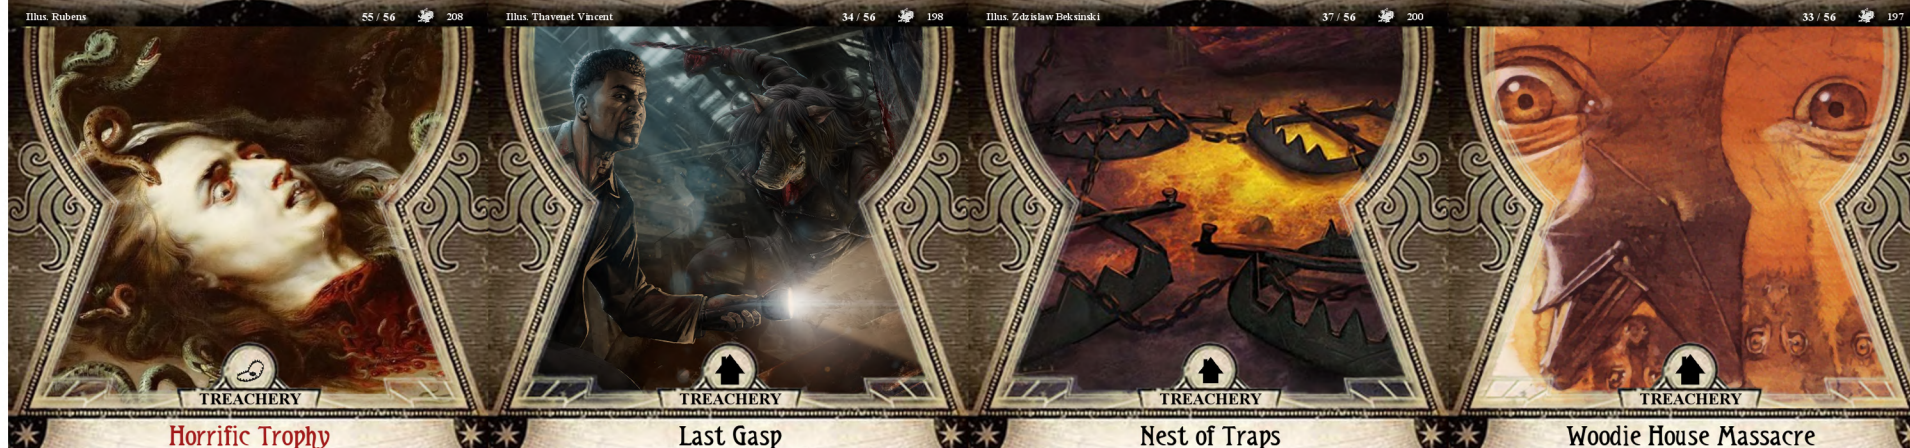 Illus. Rubens 55 / 56 208
TREACHERY
Horrific Trophy
Illus. Thavenet Vincent 34 / 56 198
TREACHERY
Last Gasp
Illus. Zdzislaw Beksinski 37 / 56 200
TREACHERY
Nest of Traps
33 / 56 197
TREACHERY
Woodie House Massacre